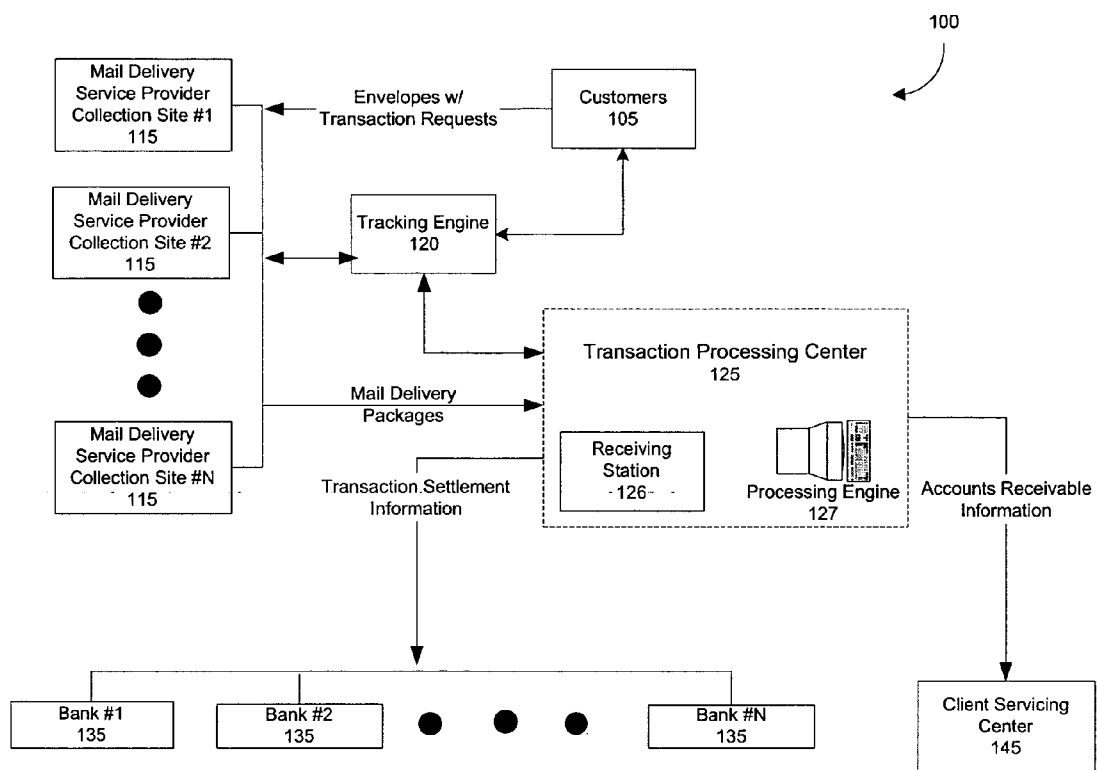 100
Mail Delivery
Service Provider
Collection Site #1
115
Envelopes w/
Transaction Requests
Customers
105
Mail Delivery
Service Provider
Collection Site #2
115
Tracking Engine
120
Transaction Processing Center
125
Mail Delivery
Packages
Mail Delivery
Service Provider
Collection Site #N
115
Transaction Settlement
Information
Receiving
Station
126
Processing Engine
127
Accounts Receivable
Information
Bank #1
135
Bank #2
135
Bank #N
135
Client Servicing
Center
145